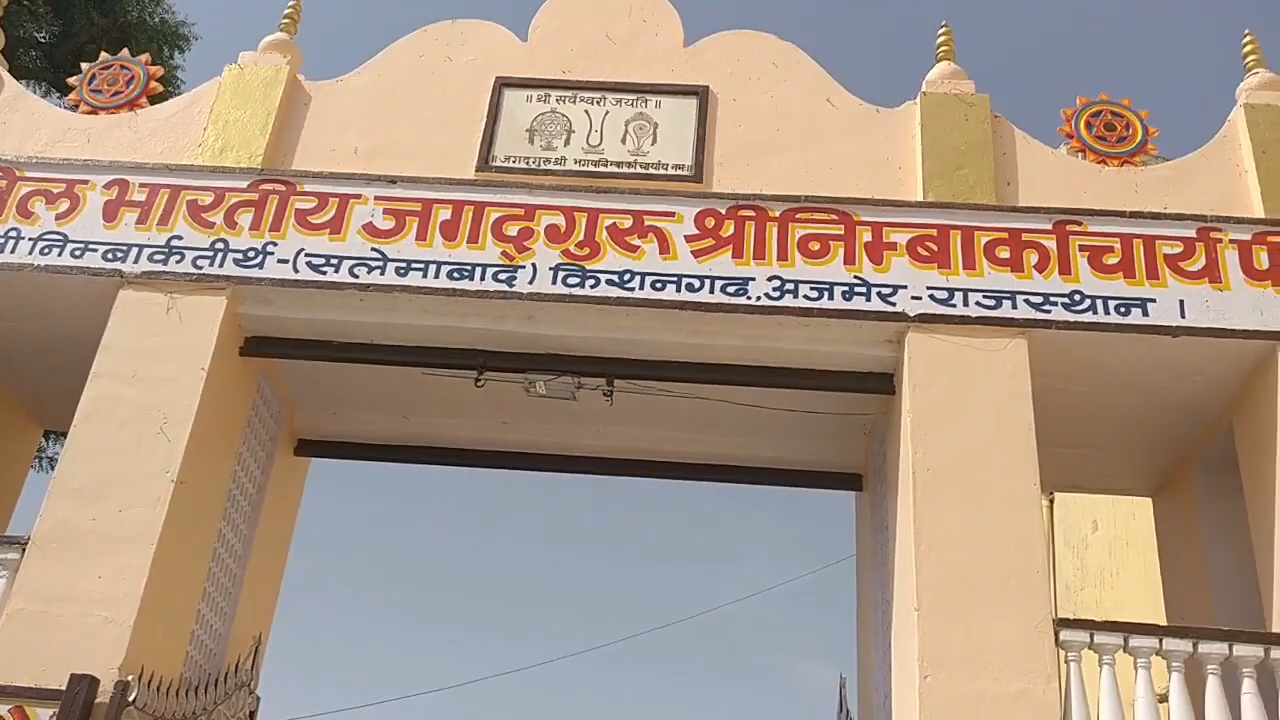 ॥ श्री सर्वेश्वरो जयति ॥
॥ जगद्गुरु श्री भगवन्निम्बार्काचार्याय नमः॥
भारतीय जगद्गुरू श्रीनिम्बार्काचार्य
निम्बार्कतीर्थ-(सलेमाबाद) किशनगढ़,अजमेर-राजस्थान ।